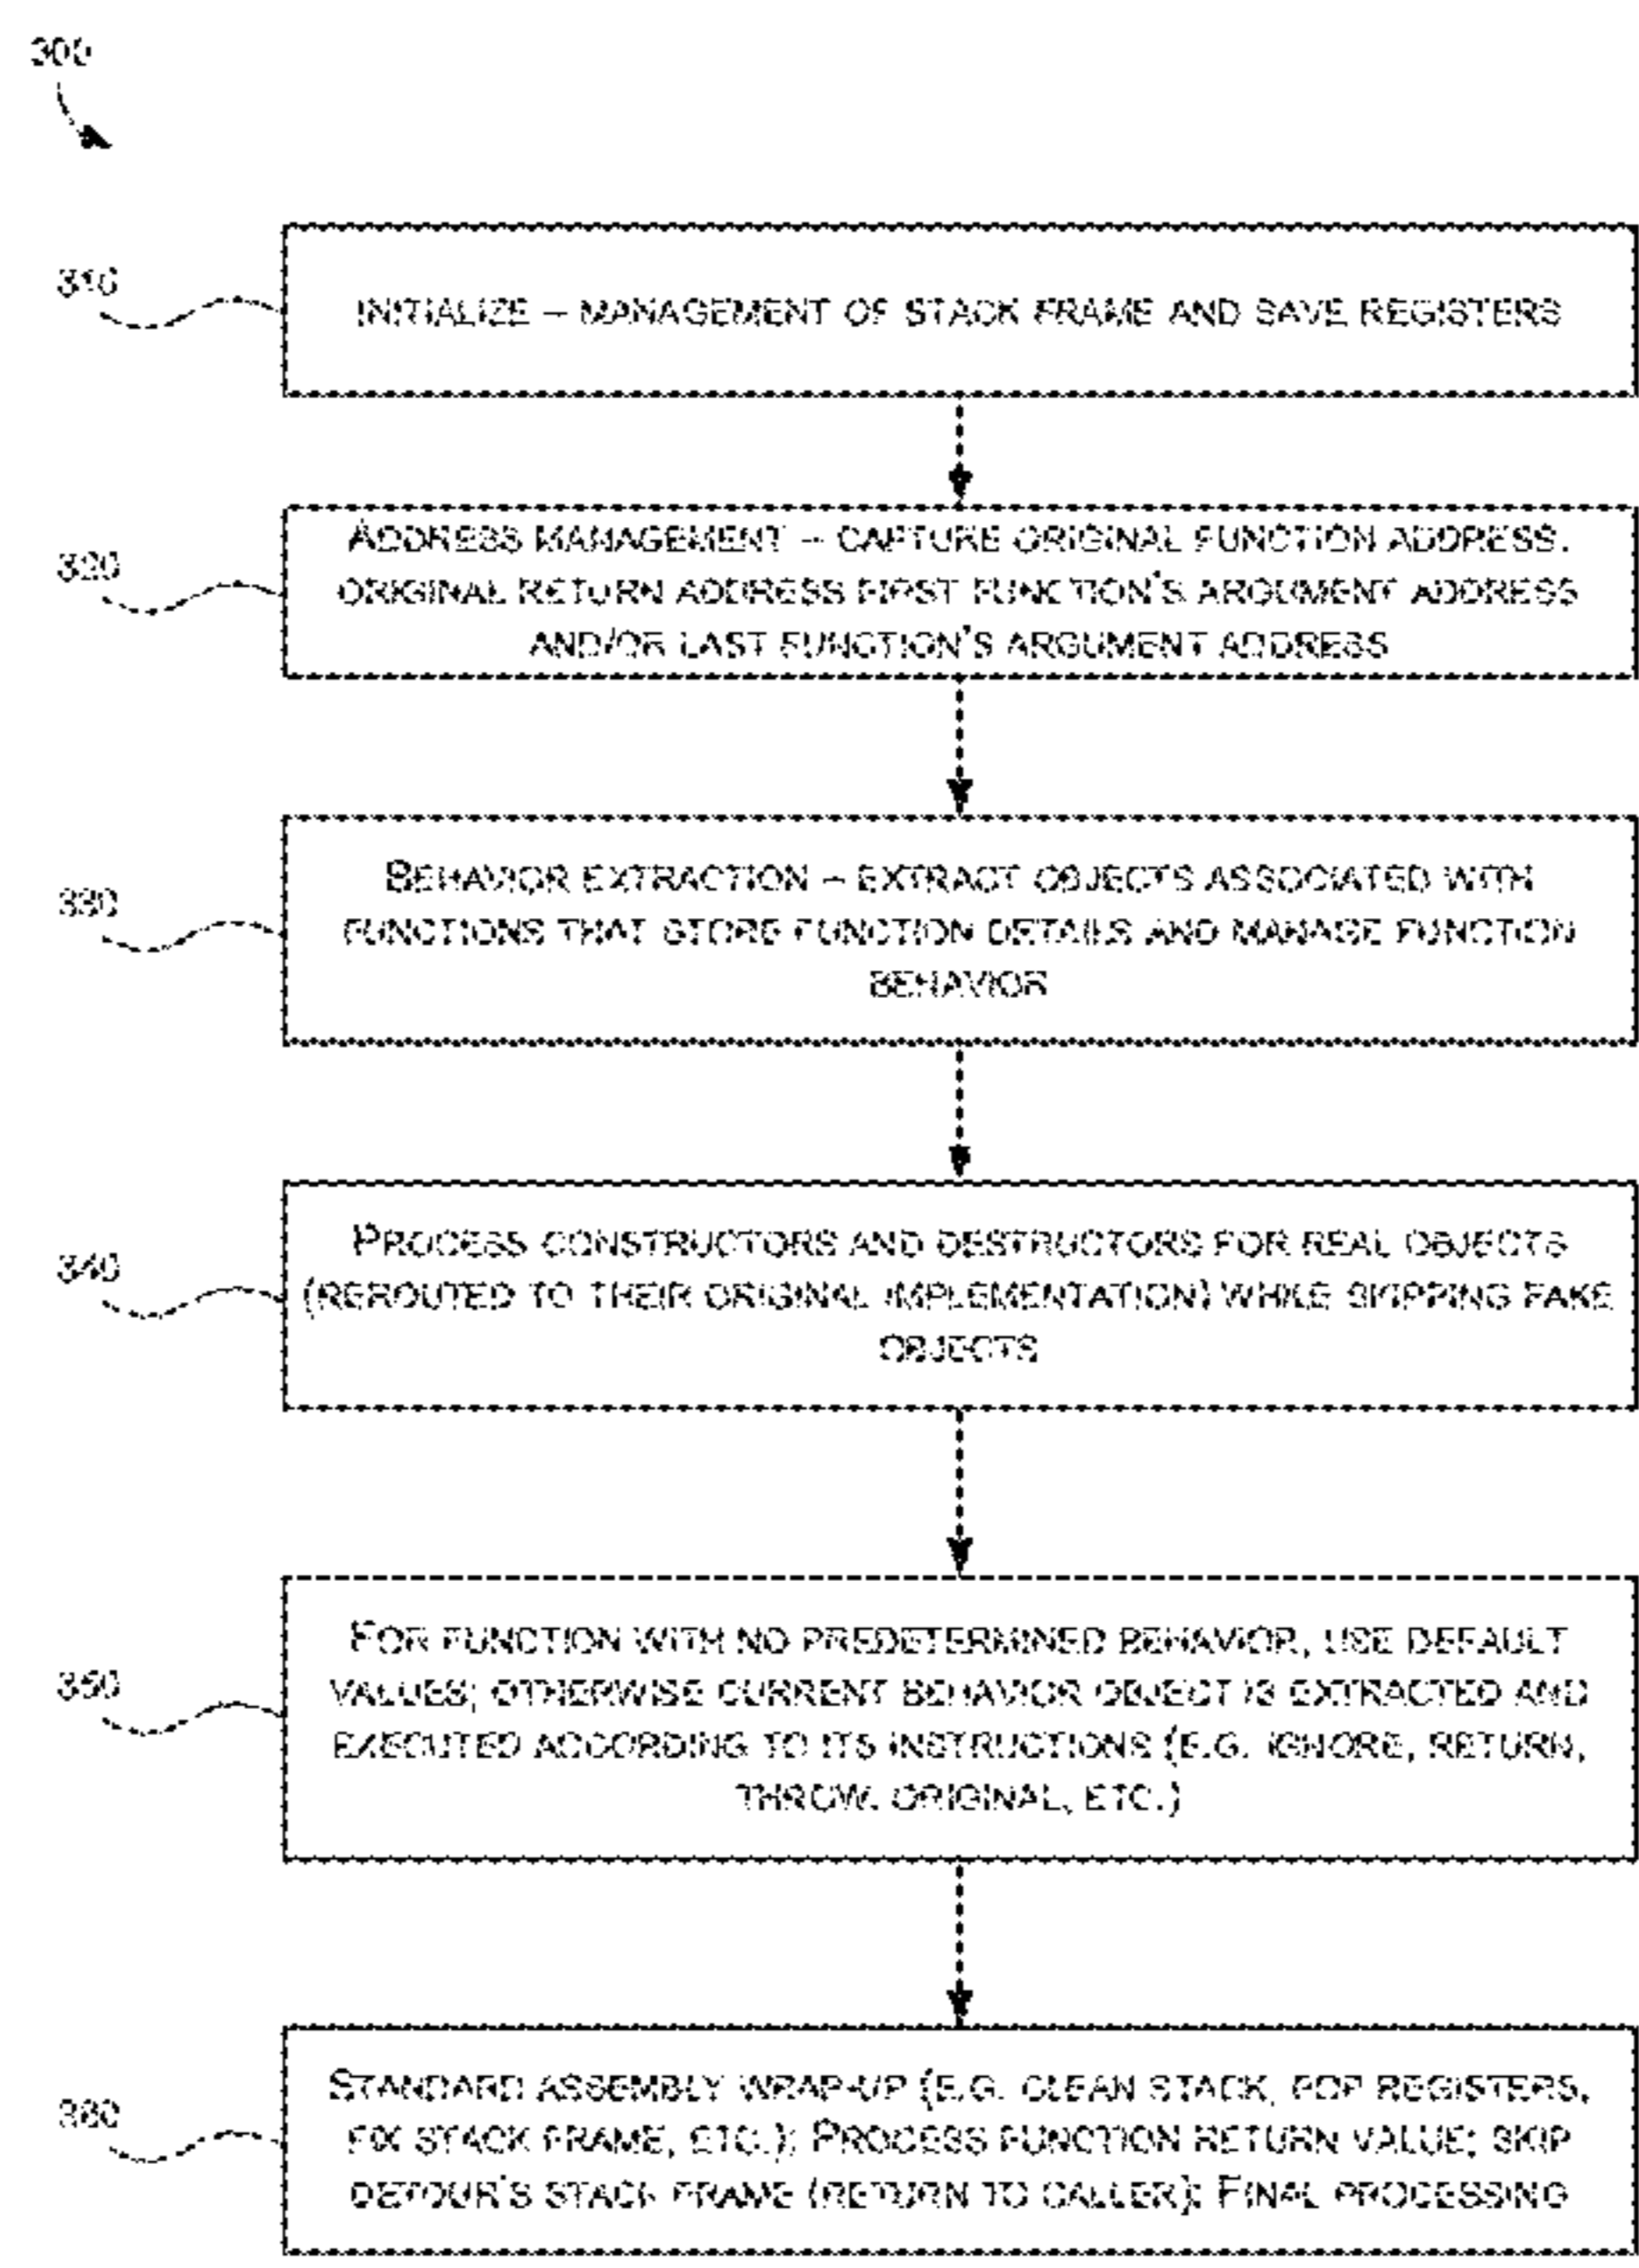 300
310
INITIALIZE – MANAGEMENT OF STACK FRAME AND SAVE REGISTERS
320
ADDRESS MANAGEMENT – CAPTURE ORIGINAL FUNCTION ADDRESS,
ORIGINAL RETURN ADDRESS FIRST FUNCTION'S ARGUMENT ADDRESS
AND/OR LAST FUNCTION'S ARGUMENT ADDRESS
330
BEHAVIOR EXTRACTION – EXTRACT OBJECTS ASSOCIATED WITH
FUNCTIONS THAT STORE FUNCTION DETAILS AND MANAGE FUNCTION
BEHAVIOR
340
PROCESS CONSTRUCTORS AND DESTRUCTORS FOR REAL OBJECTS
(REROUTED TO THEIR ORIGINAL IMPLEMENTATION) WHILE SKIPPING FAKE
OBJECTS
350
FOR FUNCTION WITH NO PREDETERMINED BEHAVIOR, USE DEFAULT
VALUES; OTHERWISE CURRENT BEHAVIOR OBJECT IS EXTRACTED AND
EXECUTED ACCORDING TO ITS INSTRUCTIONS (E.G. IGNORE, RETURN,
THROW, ORIGINAL, ETC.)
360
STANDARD ASSEMBLY WRAP-UP (E.G. CLEAN STACK, POP REGISTERS,
FIX STACK FRAME, ETC.); PROCESS FUNCTION RETURN VALUE; SKIP
DETOUR'S STACK FRAME (RETURN TO CALLER); FINAL PROCESSING